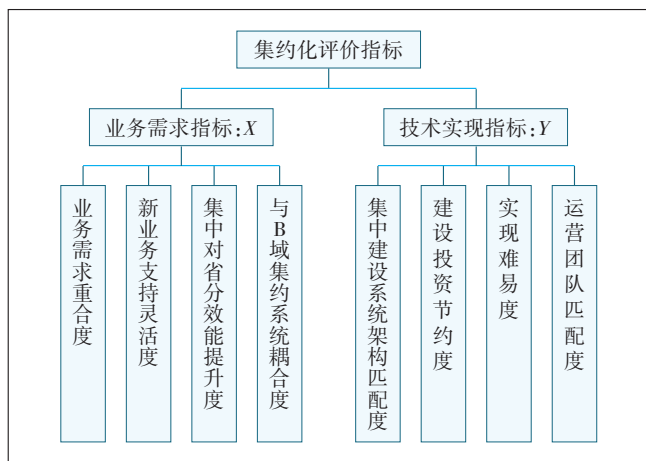 集约化评价指标
业务需求指标:X
技术实现指标:Y
业务需求重合度
新业务支持灵活度
集中对省分效能提升度
与B域集约系统耦合度
集中建设系统架构匹配度
建设投资节约度
实现难易度
运营团队匹配度